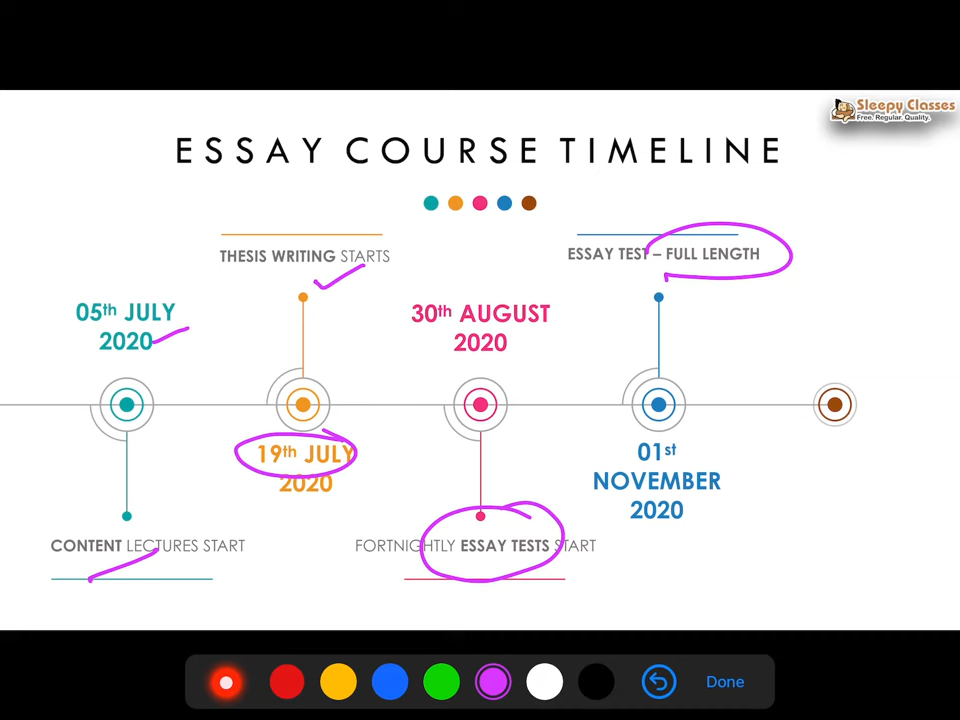 Sleepy Classes
Free. Regular. Quality.
ESSAY COURSE TIMELINE
THESIS WRITING STARTS
ESSAY TEST – FULL LENGTH
05th JULY
2020
30th AUGUST
2020
19th JULY
2020
01st
NOVEMBER
2020
CONTENT LECTURES START
FORTNIGHTLY ESSAY TESTS START
Done